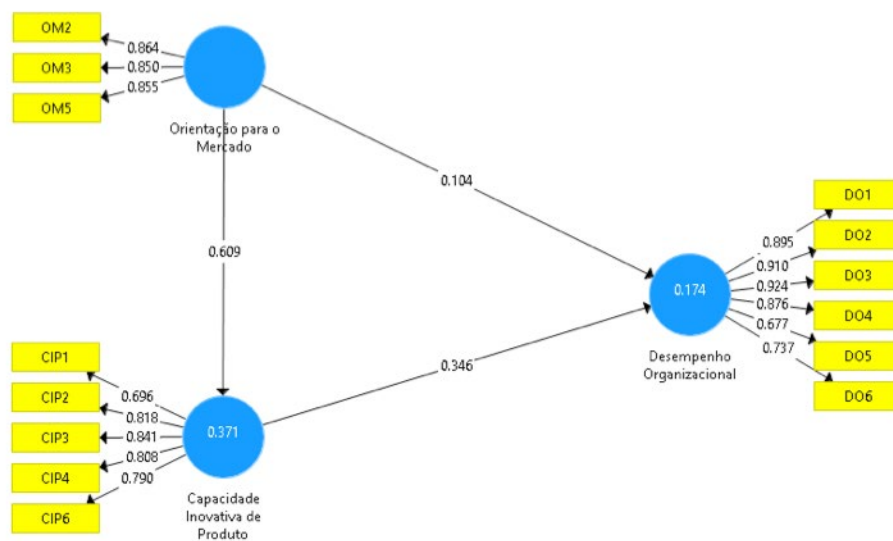 OM2
0.864
OM3
0.850
OM5
0.855
Orientação para o
Mercado
0.104
0.609
DO1
0.895
DO2
0.910
DO3
0.924
DO4
0.876
DO5
0.677
DO6
0.737
0.174
Desempenho
Organizacional
0.346
CIP1
0.696
CIP2
0.818
CIP3
0.841
CIP4
0.808
CIP6
0.790
0.371
Capacidade
Inovativa de
Produto